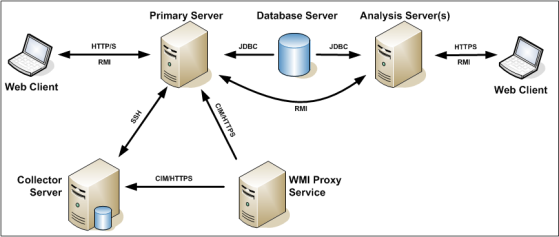 Primary Server
Database Server
Analysis Server(s)
HTTP/S
RMI
JDBC
JDBC
HTTPS
RMI
Web Client
Web Client
RMI
SSH
CIM/HTTPS
Collector
Server
CIM/HTTPS
WMI Proxy
Service